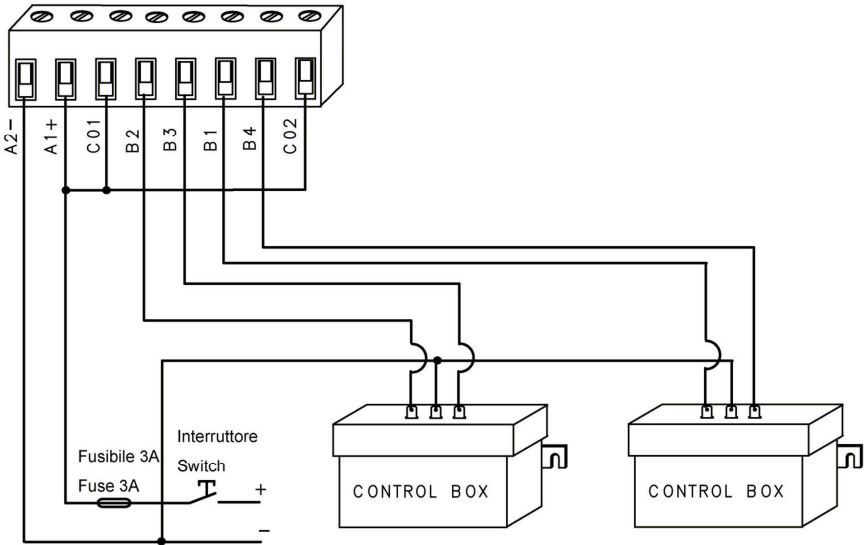 A2-
A1+
C01
B2
B3
B1
B4
C02
Fusibile 3A
Fuse 3A
Interruttore
Switch
+
-
CONTROL BOX
CONTROL BOX